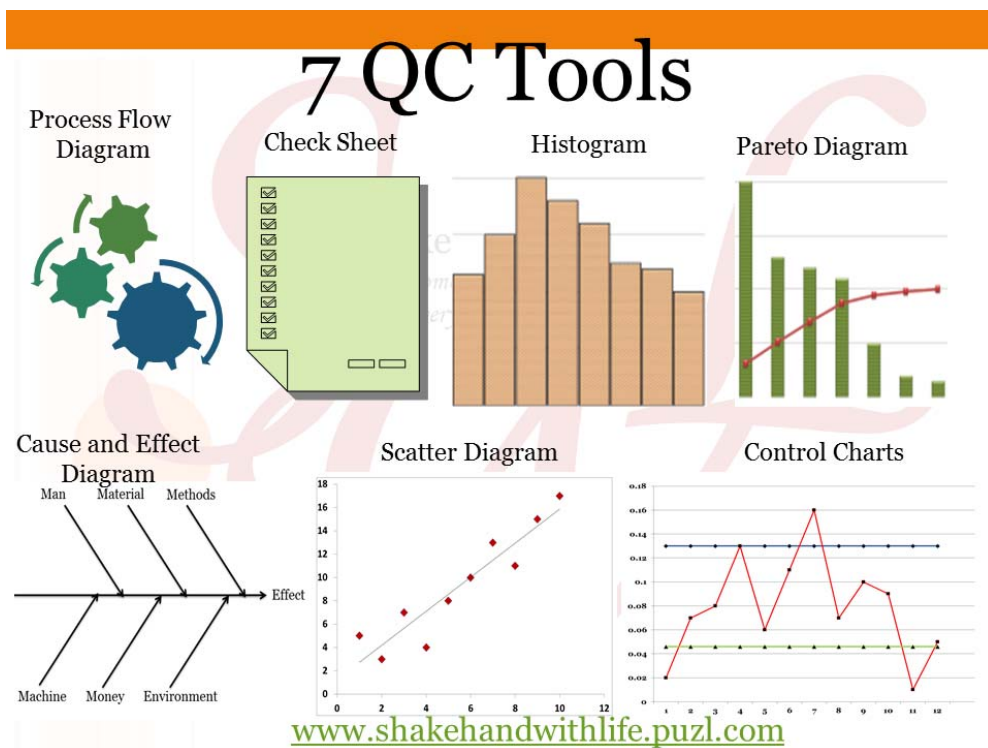 7 QC Tools
Process Flow
Diagram
Check Sheet
Histogram
Pareto Diagram
Cause and Effect
Diagram
Man
Material
Methods
Effect
Machine
Money
Environment
Scatter Diagram
18
16
14
12
10
8
6
4
2
0
0 2 4 6 8 10 12
Control Charts
0.18
0.16
0.14
0.12
0.1
0.08
0.06
0.04
0.02
0
1 2 3 4 5 6 7 8 9 10 11 12
www.shakehandwithlife.puzl.com